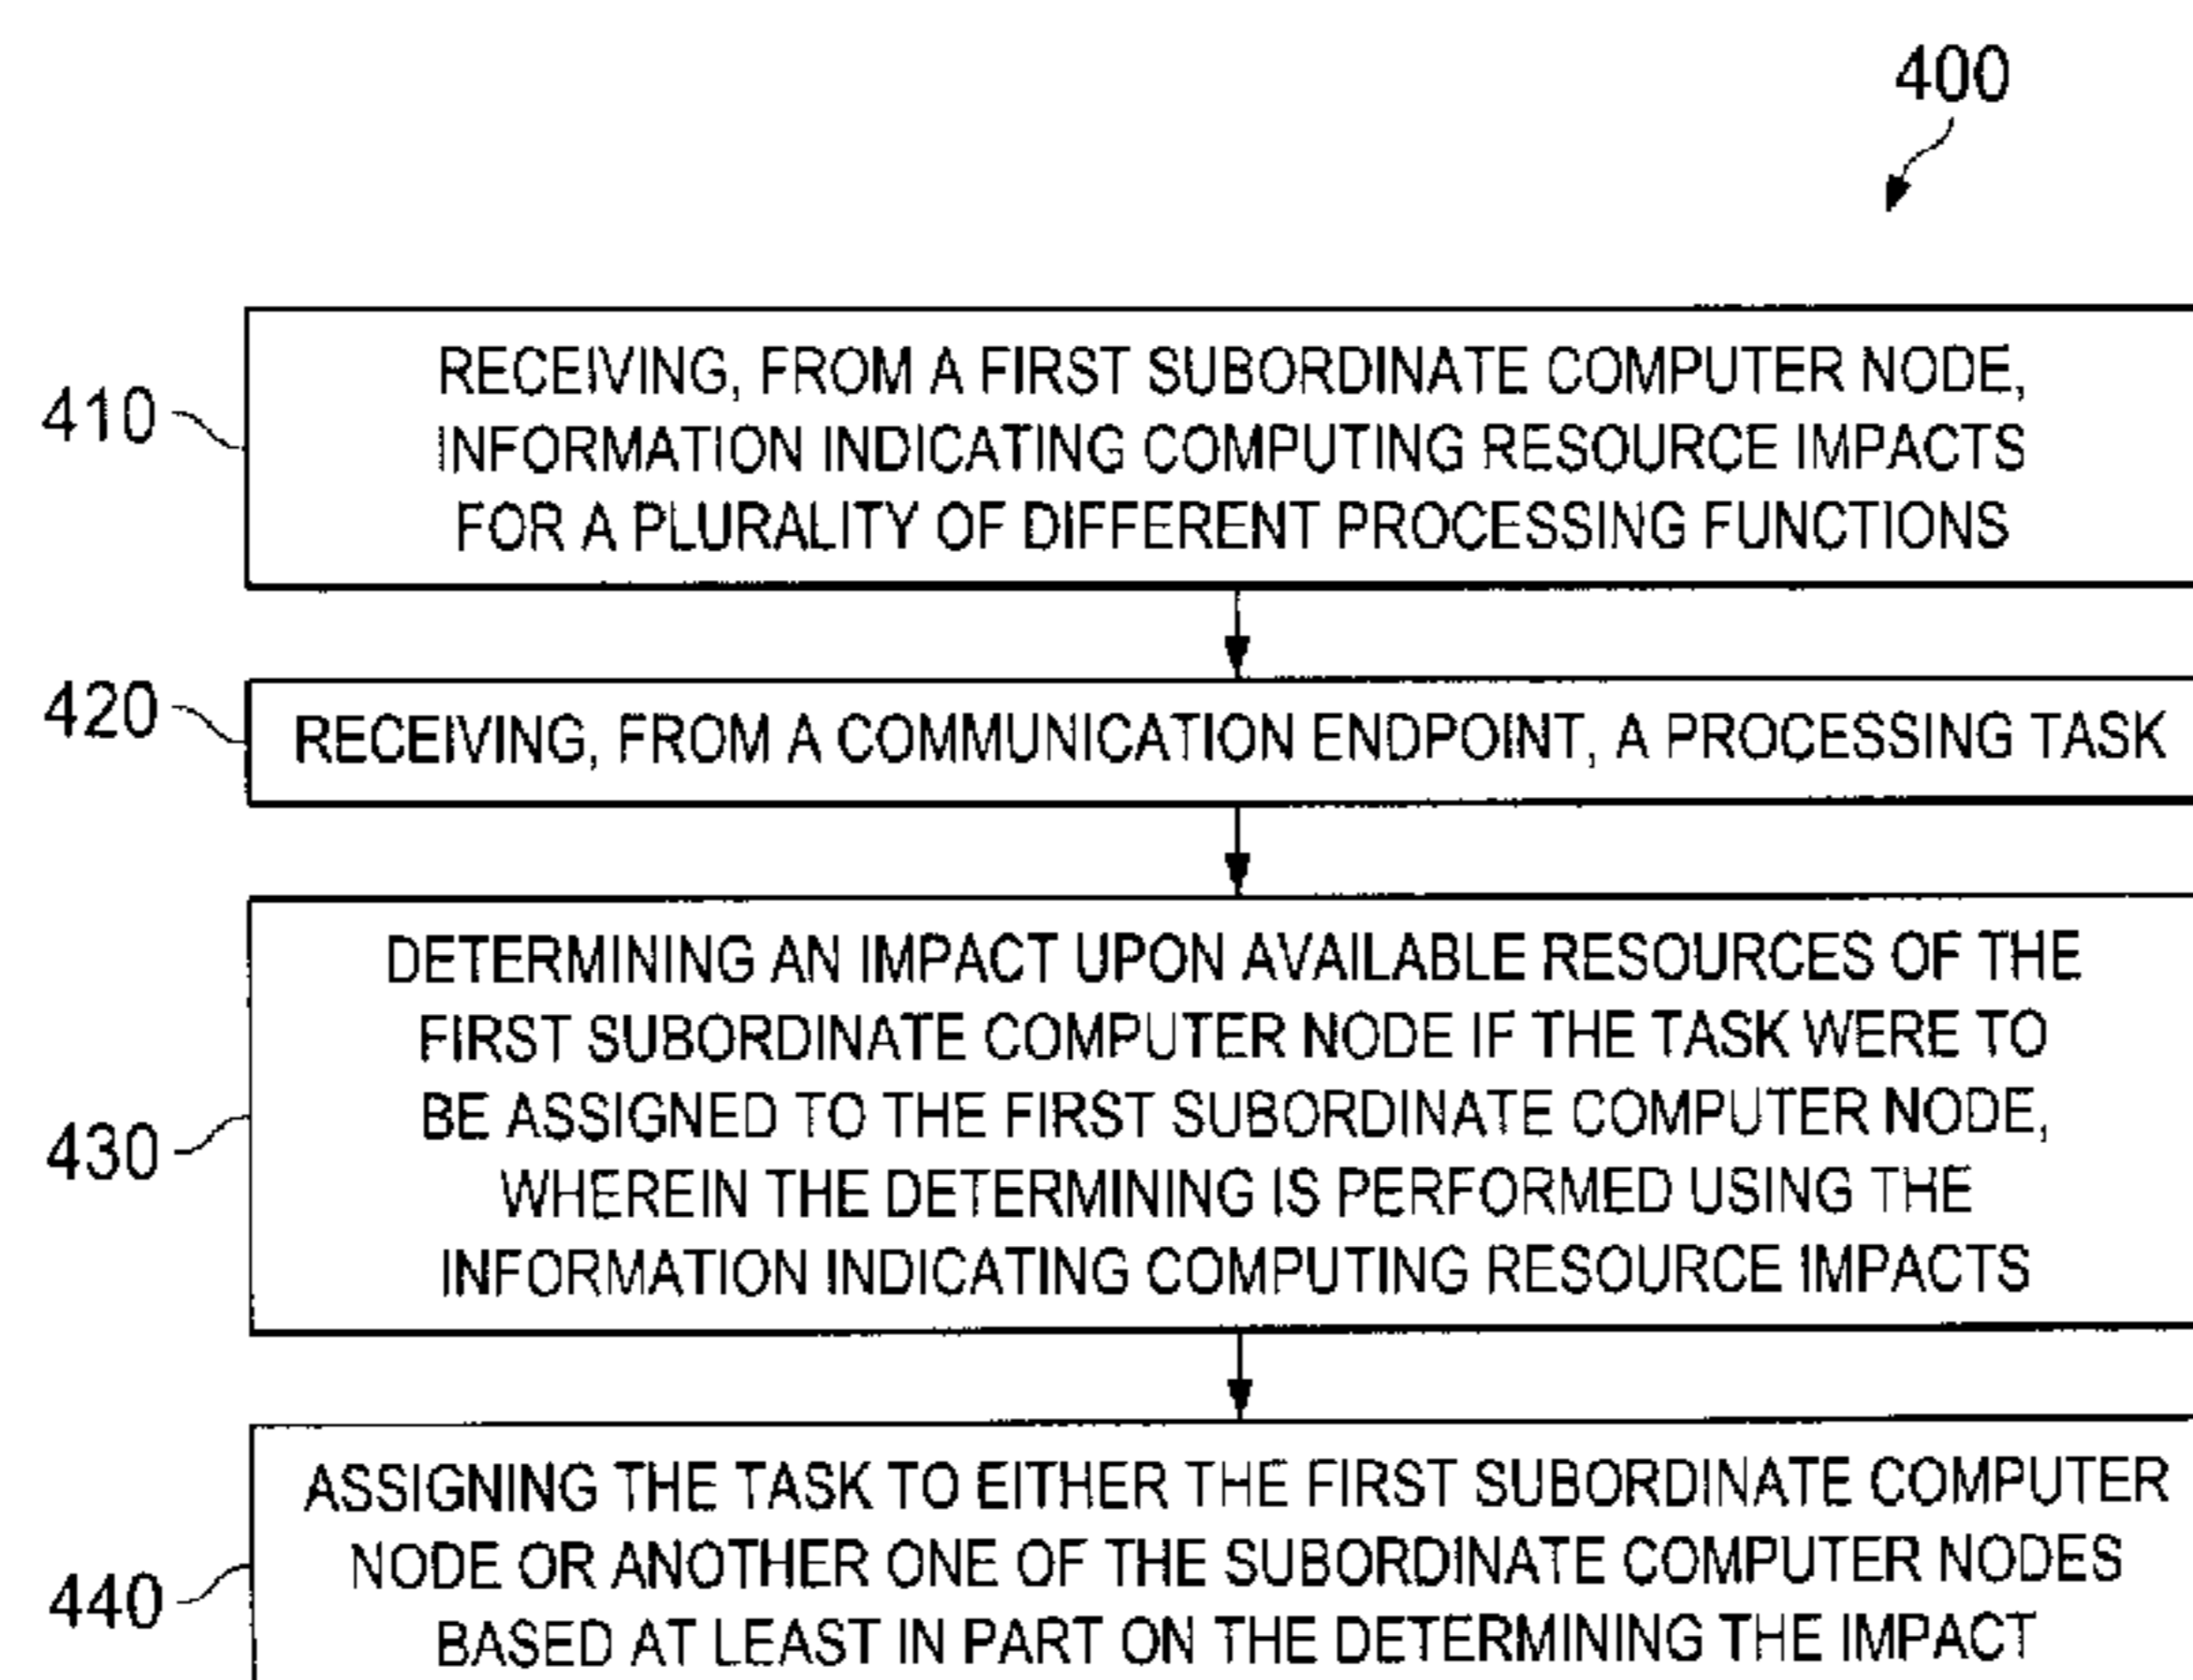 400
410
RECEIVING, FROM A FIRST SUBORDINATE COMPUTER NODE,
INFORMATION INDICATING COMPUTING RESOURCE IMPACTS
FOR A PLURALITY OF DIFFERENT PROCESSING FUNCTIONS
420
RECEIVING, FROM A COMMUNICATION ENDPOINT, A PROCESSING TASK
430
DETERMINING AN IMPACT UPON AVAILABLE RESOURCES OF THE
FIRST SUBORDINATE COMPUTER NODE IF THE TASK WERE TO
BE ASSIGNED TO THE FIRST SUBORDINATE COMPUTER NODE,
WHEREIN THE DETERMINING IS PERFORMED USING THE
INFORMATION INDICATING COMPUTING RESOURCE IMPACTS
440
ASSIGNING THE TASK TO EITHER THE FIRST SUBORDINATE COMPUTER
NODE OR ANOTHER ONE OF THE SUBORDINATE COMPUTER NODES
BASED AT LEAST IN PART ON THE DETERMINING THE IMPACT